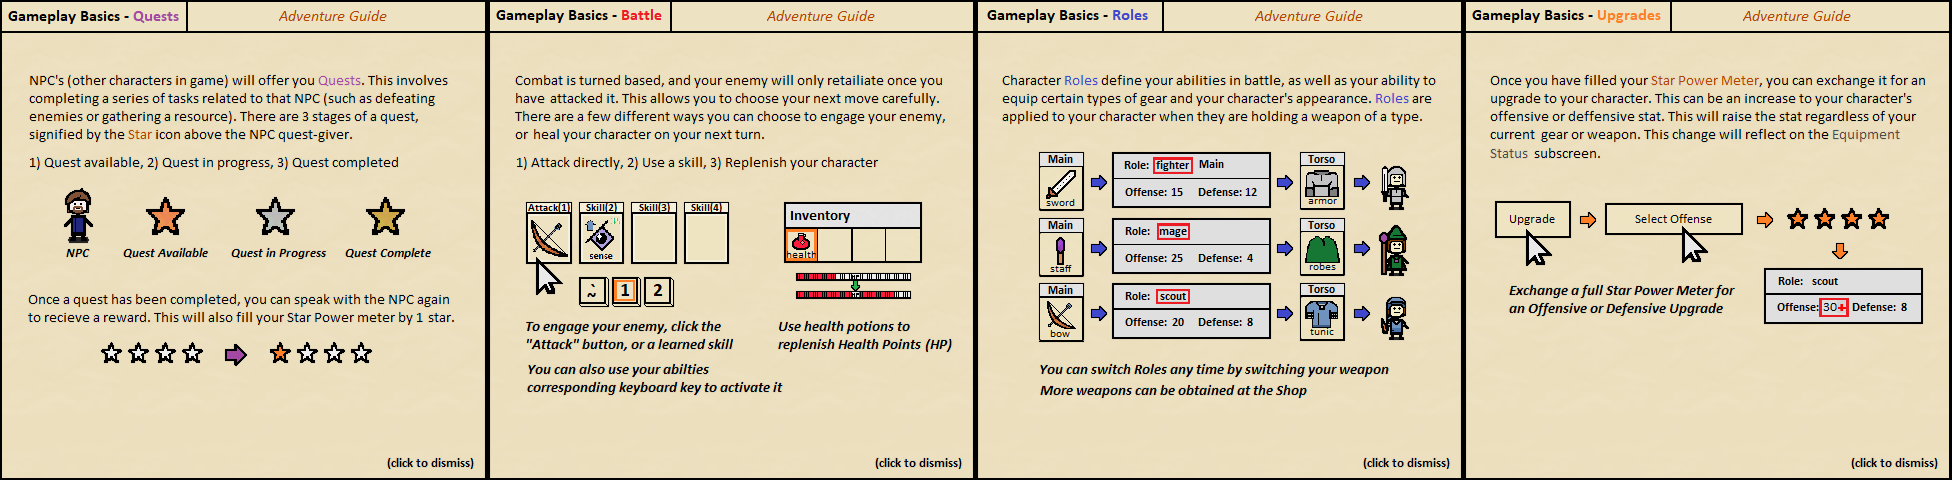 Gameplay Basics - Quests
Adventure Guide
NPC's (other characters in game) will offer you Quests. This involves
completing a series of tasks related to that NPC (such as defeating
enemies or gathering a resource). There are 3 stages of a quest,
signified by the Star icon above the NPC quest-giver.
1) Quest available, 2) Quest in progress, 3) Quest completed
NPC
Quest Available
Quest in Progress
Quest Complete
Once a quest has been completed, you can speak with the NPC again
to recieve a reward. This will also fill your Star Power meter by 1 star.
(click to dismiss)
Gameplay Basics - Battle
Adventure Guide
Combat is turned based, and your enemy will only retailiate once you
have attacked it. This allows you to choose your next move carefully.
There are a few different ways you can choose to engage your enemy,
or heal your character on your next turn.
1) Attack directly, 2) Use a skill, 3) Replenish your character
Attack(1) Skill(2) Skill(3) Skill(4)
sense
Inventory
health
~ 1 2
To engage your enemy, click the
"Attack" button, or a learned skill
You can also use your abilties
corresponding keyboard key to activate it
Use health potions to
replenish Health Points (HP)
(click to dismiss)
Gameplay Basics - Roles
Adventure Guide
Character Roles define your abilities in battle, as well as your ability to
equip certain types of gear and your character's appearance. Roles are
applied to your character when they are holding a weapon of a type.
Main
sword
Role: fighter Main
Offense: 15 Defense: 12
Torso
armor
Main
staff
Role: mage
Offense: 25 Defense: 4
Torso
robes
Main
bow
Role: scout
Offense: 20 Defense: 8
Torso
tunic
You can switch Roles any time by switching your weapon
More weapons can be obtained at the Shop
(click to dismiss)
Gameplay Basics - Upgrades
Adventure Guide
Once you have filled your Star Power Meter, you can exchange it for an
upgrade to your character. This can be an increase to your character's
offensive or deffensive stat. This will raise the stat regardless of your
current gear or weapon. This change will reflect on the Equipment
Status subscreen.
Upgrade
Select Offense
Exchange a full Star Power Meter for
an Offensive or Defensive Upgrade
Role: scout
Offense: 30+ Defense: 8
(click to dismiss)